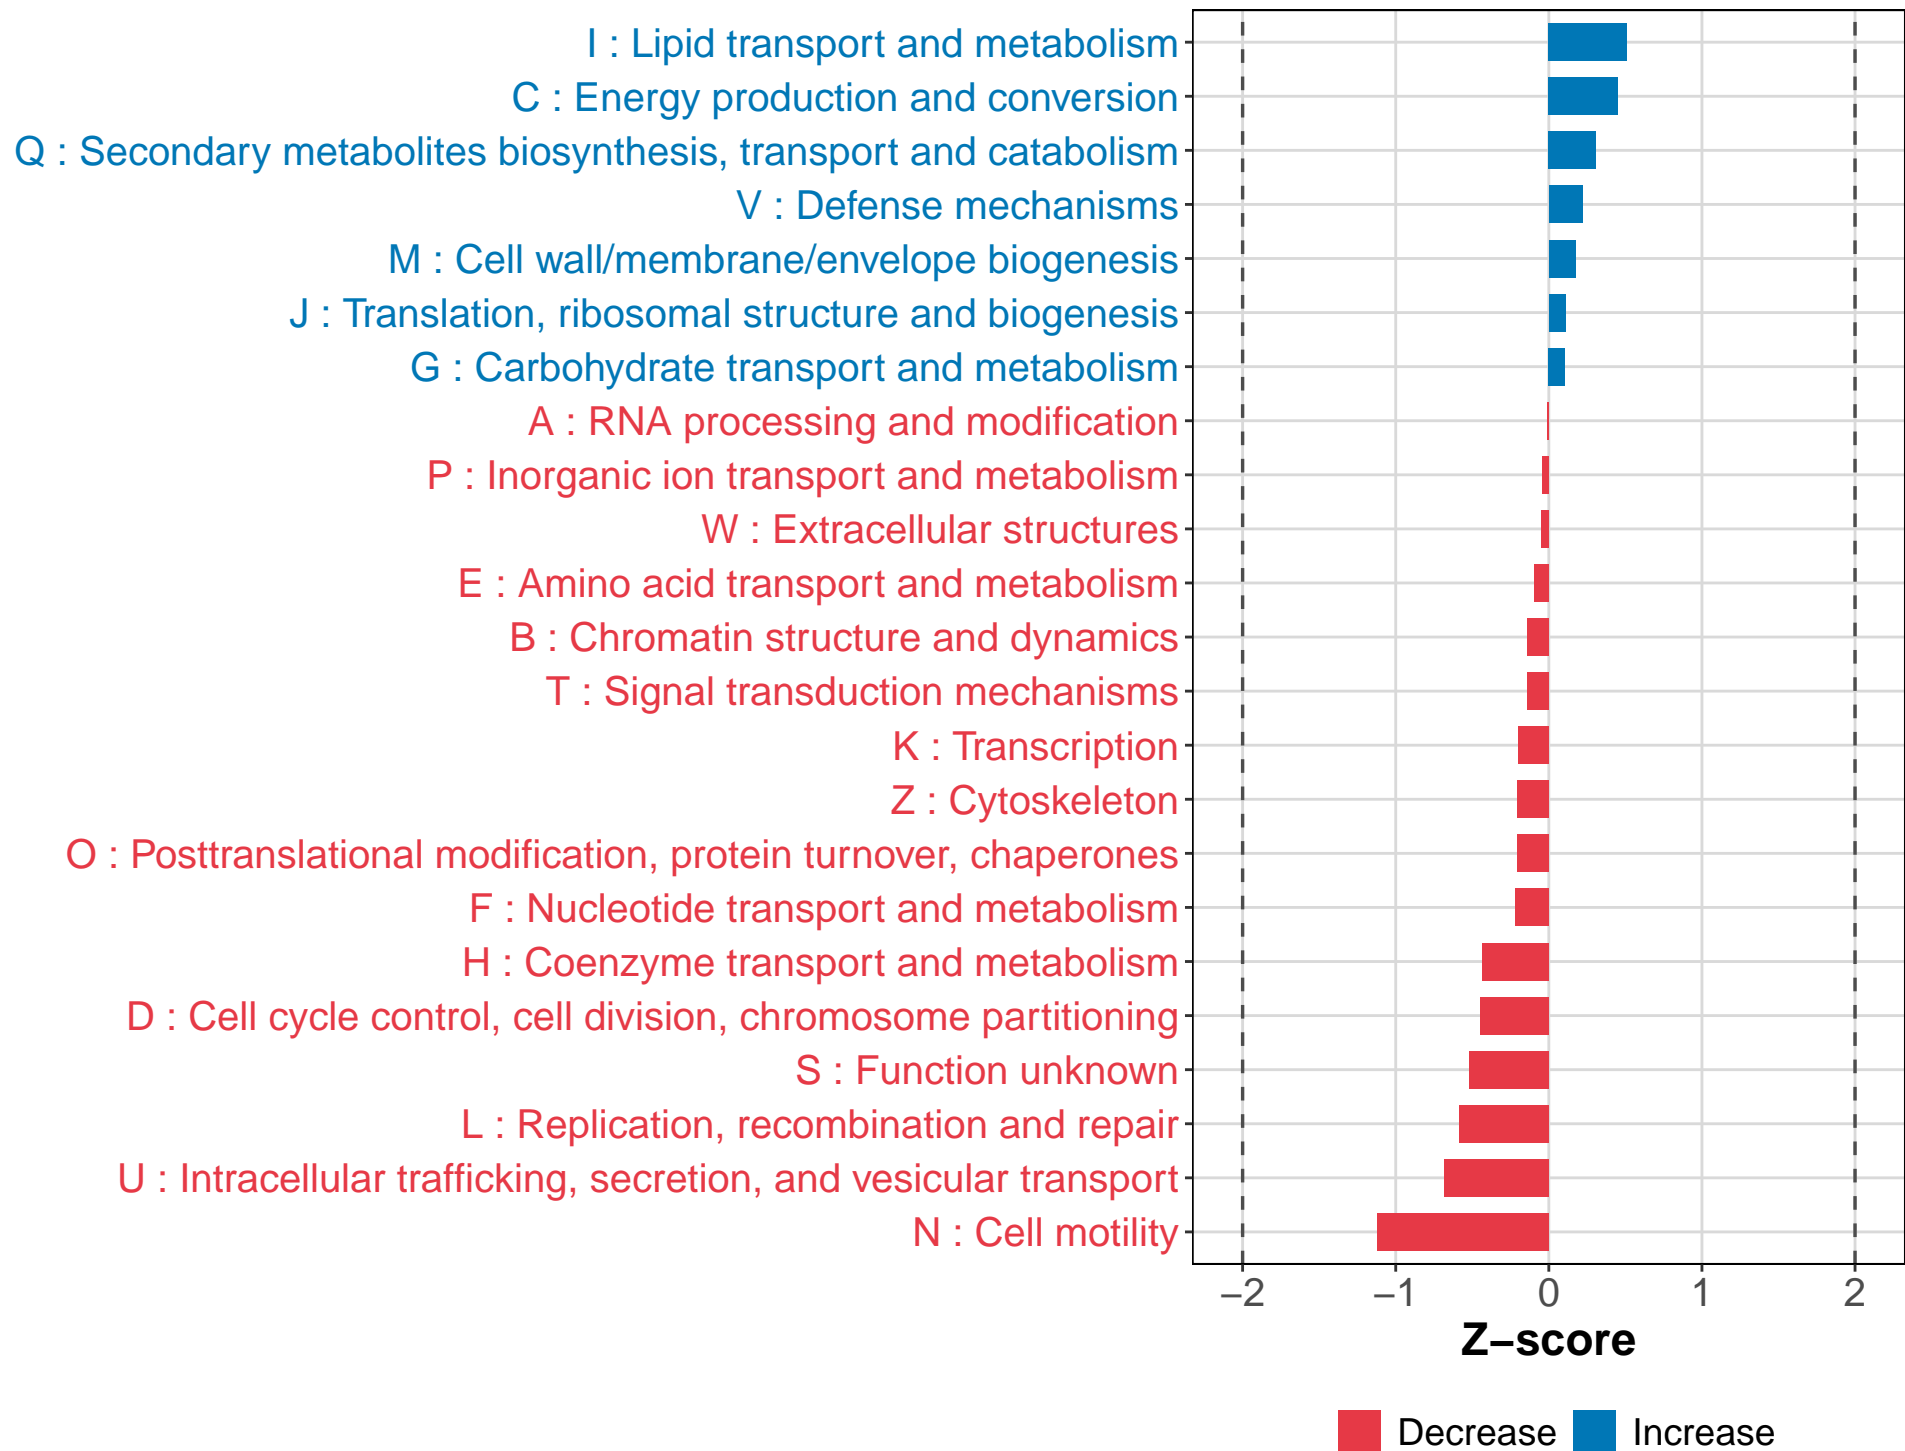 I : Lipid transport and metabolism
C : Energy production and conversion
Q : Secondary metabolites biosynthesis, transport and catabolism
V : Defense mechanisms
M : Cell wall/membrane/envelope biogenesis
J : Translation, ribosomal structure and biogenesis
G : Carbohydrate transport and metabolism
A : RNA processing and modification
P : Inorganic ion transport and metabolism
W : Extracellular structures
E : Amino acid transport and metabolism
B : Chromatin structure and dynamics
T : Signal transduction mechanisms
K : Transcription
Z : Cytoskeleton
O : Posttranslational modification, protein turnover, chaperones
F : Nucleotide transport and metabolism
H : Coenzyme transport and metabolism
D : Cell cycle control, cell division, chromosome partitioning
S : Function unknown
L : Replication, recombination and repair
U : Intracellular trafficking, secretion, and vesicular transport
N : Cell motility
−2 −1 0 1 2
Z−score
Decrease Increase